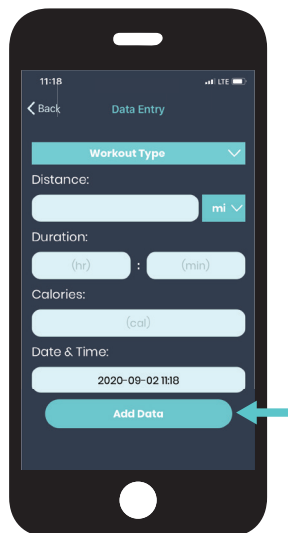 11:18 LTE
Back Data Entry
Workout Type
Distance:
mi
Duration:
(hr) : (min)
Calories:
(cal)
Date & Time:
2020-09-02 11:18
Add Data